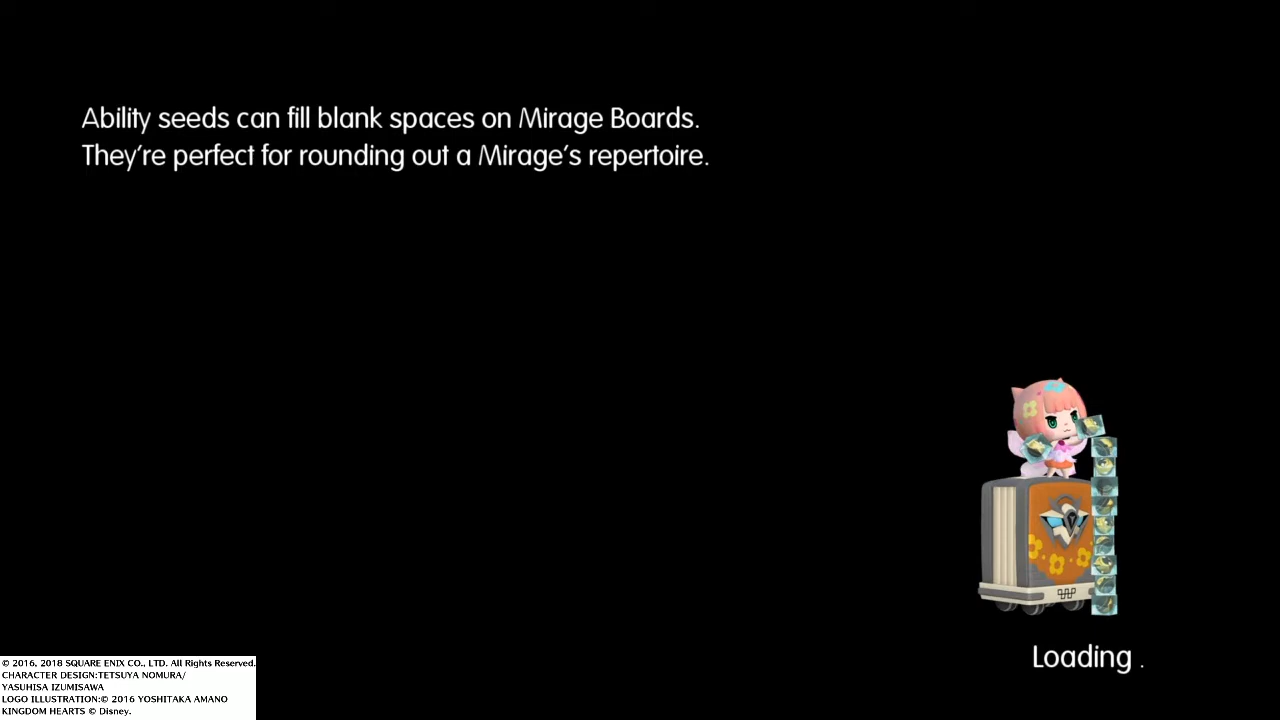 Ability seeds can fill blank spaces on Mirage Boards.
They're perfect for rounding out a Mirage's repertoire.
Loading .
© 2016, 2018 SQUARE ENIX CO., LTD. All Rights Reserved.
CHARACTER DESIGN:TETSUYA NOMURA/
YASUHISA IZUMISAWA
LOGO ILLUSTRATION:© 2016 YOSHITAKA AMANO
KINGDOM HEARTS © Disney.